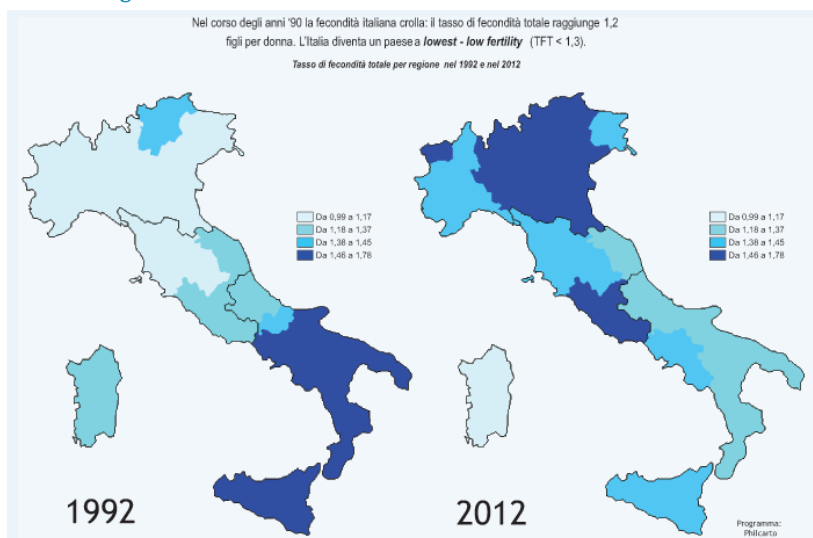 Nel corso degli anni '90 la fecondità italiana crolla: il tasso di fecondità totale raggiunge 1,2
figli per donna. L'Italia diventa un paese a lowest - low fertility (TFT < 1,3).
Tasso di fecondità totale per regione nel 1992 e nel 2012
Da 0,99 a 1,17
Da 1,18 a 1,37
Da 1,38 a 1,45
Da 1,46 a 1,78
Da 0,99 a 1,17
Da 1,18 a 1,37
Da 1,38 a 1,45
Da 1,46 a 1,78
1992
2012
Programma:
Philcarto